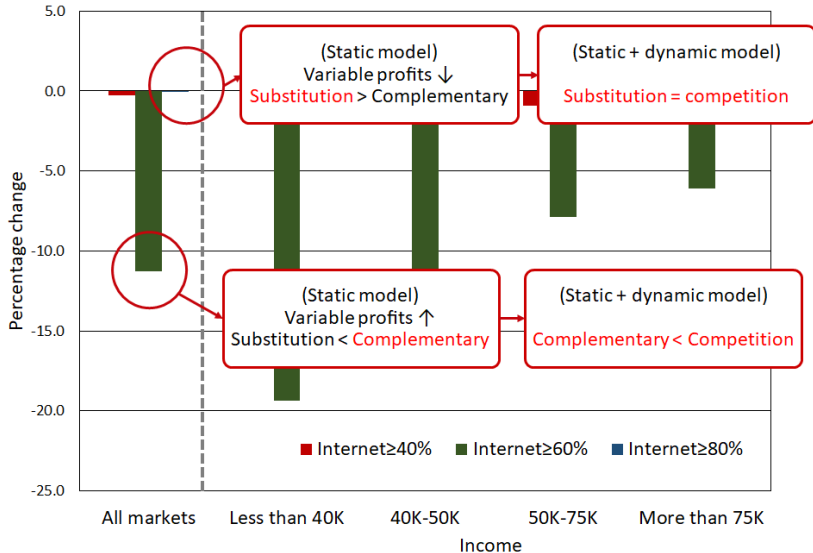 5.0
0.0
-5.0
-10.0
-15.0
-20.0
-25.0
Percentage change
(Static model)
Variable profits ↓
Substitution > Complementary
(Static + dynamic model)
Substitution = competition
(Static model)
Variable profits ↑
Substitution < Complementary
(Static + dynamic model)
Complementary < Competition
Internet≥40%
Internet≥60%
Internet≥80%
All markets
Less than 40K
40K-50K
50K-75K
More than 75K
Income